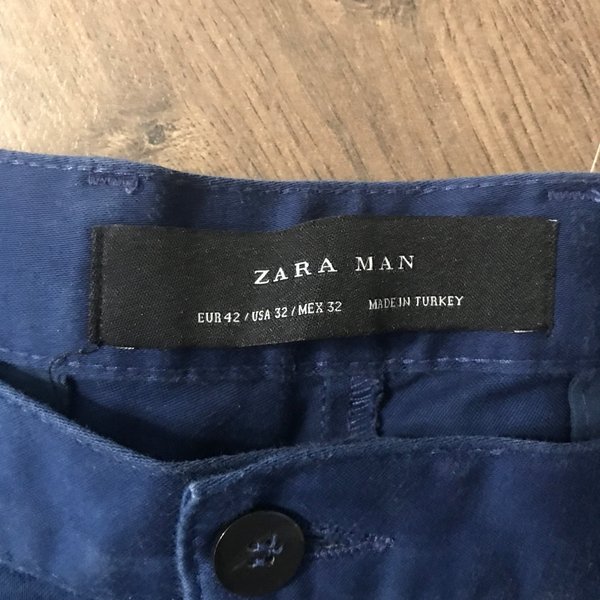 ZARA MAN
EUR 42 / USA 32 / MEX 32 MADE IN TURKEY